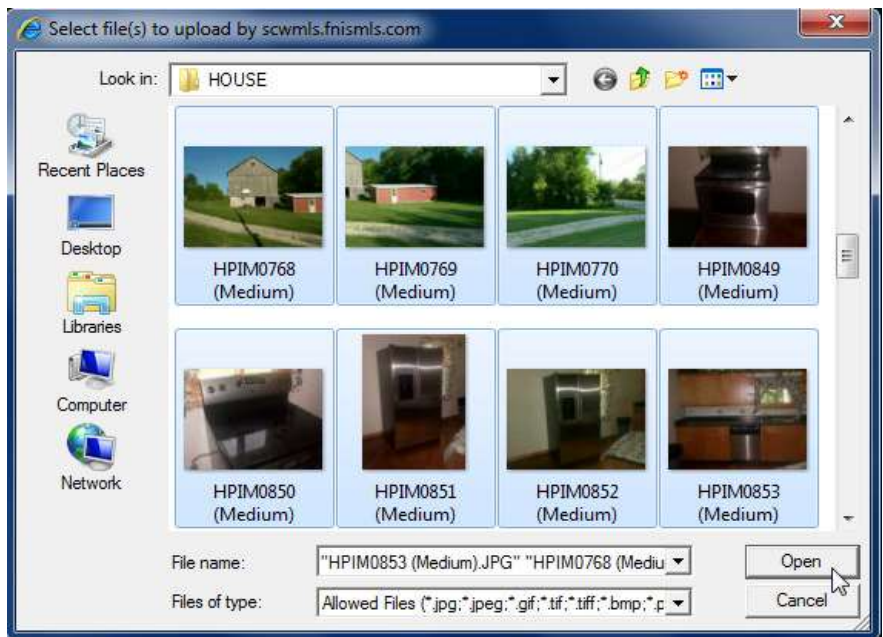 Select file(s) to upload by scwmls.fnismls.com
Look in:
HOUSE
Recent Places
Desktop
Libraries
Computer
Network
HPIM0768
(Medium)
HPIM0769
(Medium)
HPIM0770
(Medium)
HPIM0849
(Medium)
HPIM0850
(Medium)
HPIM0851
(Medium)
HPIM0852
(Medium)
HPIM0853
(Medium)
File name:
"HPIM0853 (Medium).JPG" "HPIM0768 (Mediu
Open
Files of type:
Allowed Files (*.jpg;*.jpeg;*.gif;*.tif;*.tiff;*.bmp;*.p
Cancel